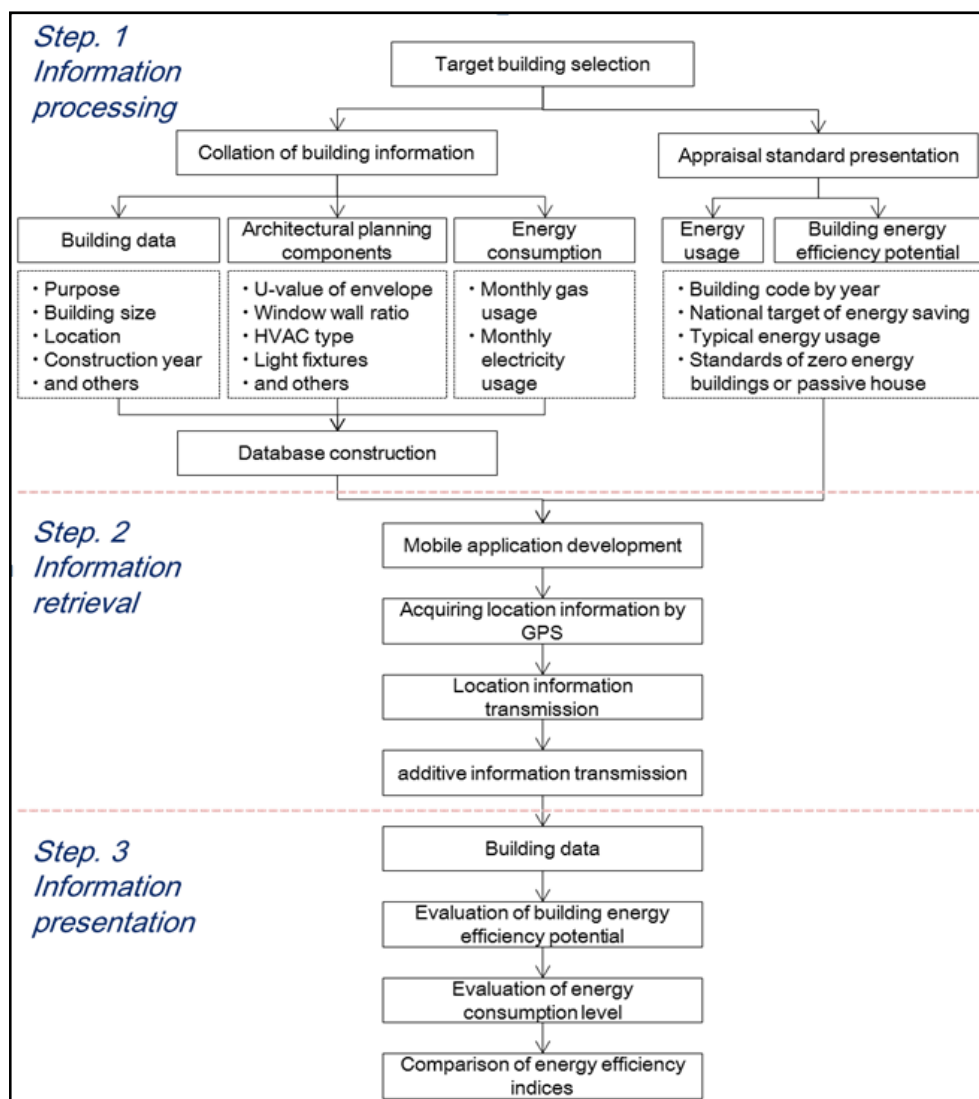 Step. 1
Information
processing
Target building selection
Collation of building information
Appraisal standard presentation
Building data
Architectural planning
components
Energy
consumption
Energy
usage
Building energy
efficiency potential
・Purpose
・Building size
・Location
・Construction year
・and others
・U-value of envelope
・Window wall ratio
・HVAC type
・Light fixtures
・and others
・Monthly gas
usage
・Monthly
electricity
usage
・Building code by year
・National target of energy saving
・Typical energy usage
・Standards of zero energy
buildings or passive house
Database construction
Step. 2
Information
retrieval
Mobile application development
Acquiring location information by
GPS
Location information
transmission
additive information transmission
Step. 3
Information
presentation
Building data
Evaluation of building energy
efficiency potential
Evaluation of energy
consumption level
Comparison of energy efficiency
indices